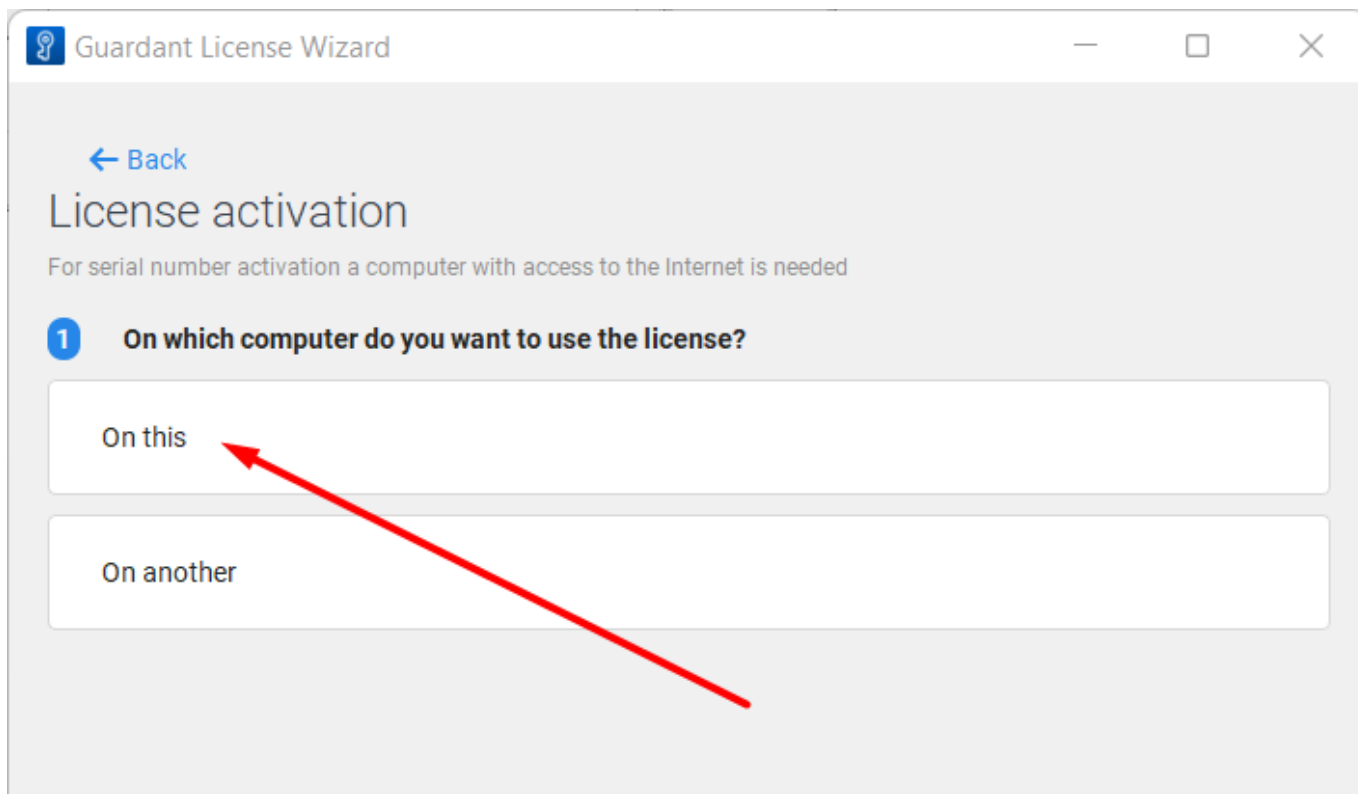 Guardant License Wizard
Back
License activation
For serial number activation a computer with access to the Internet is needed
1 On which computer do you want to use the license?
On this
On another